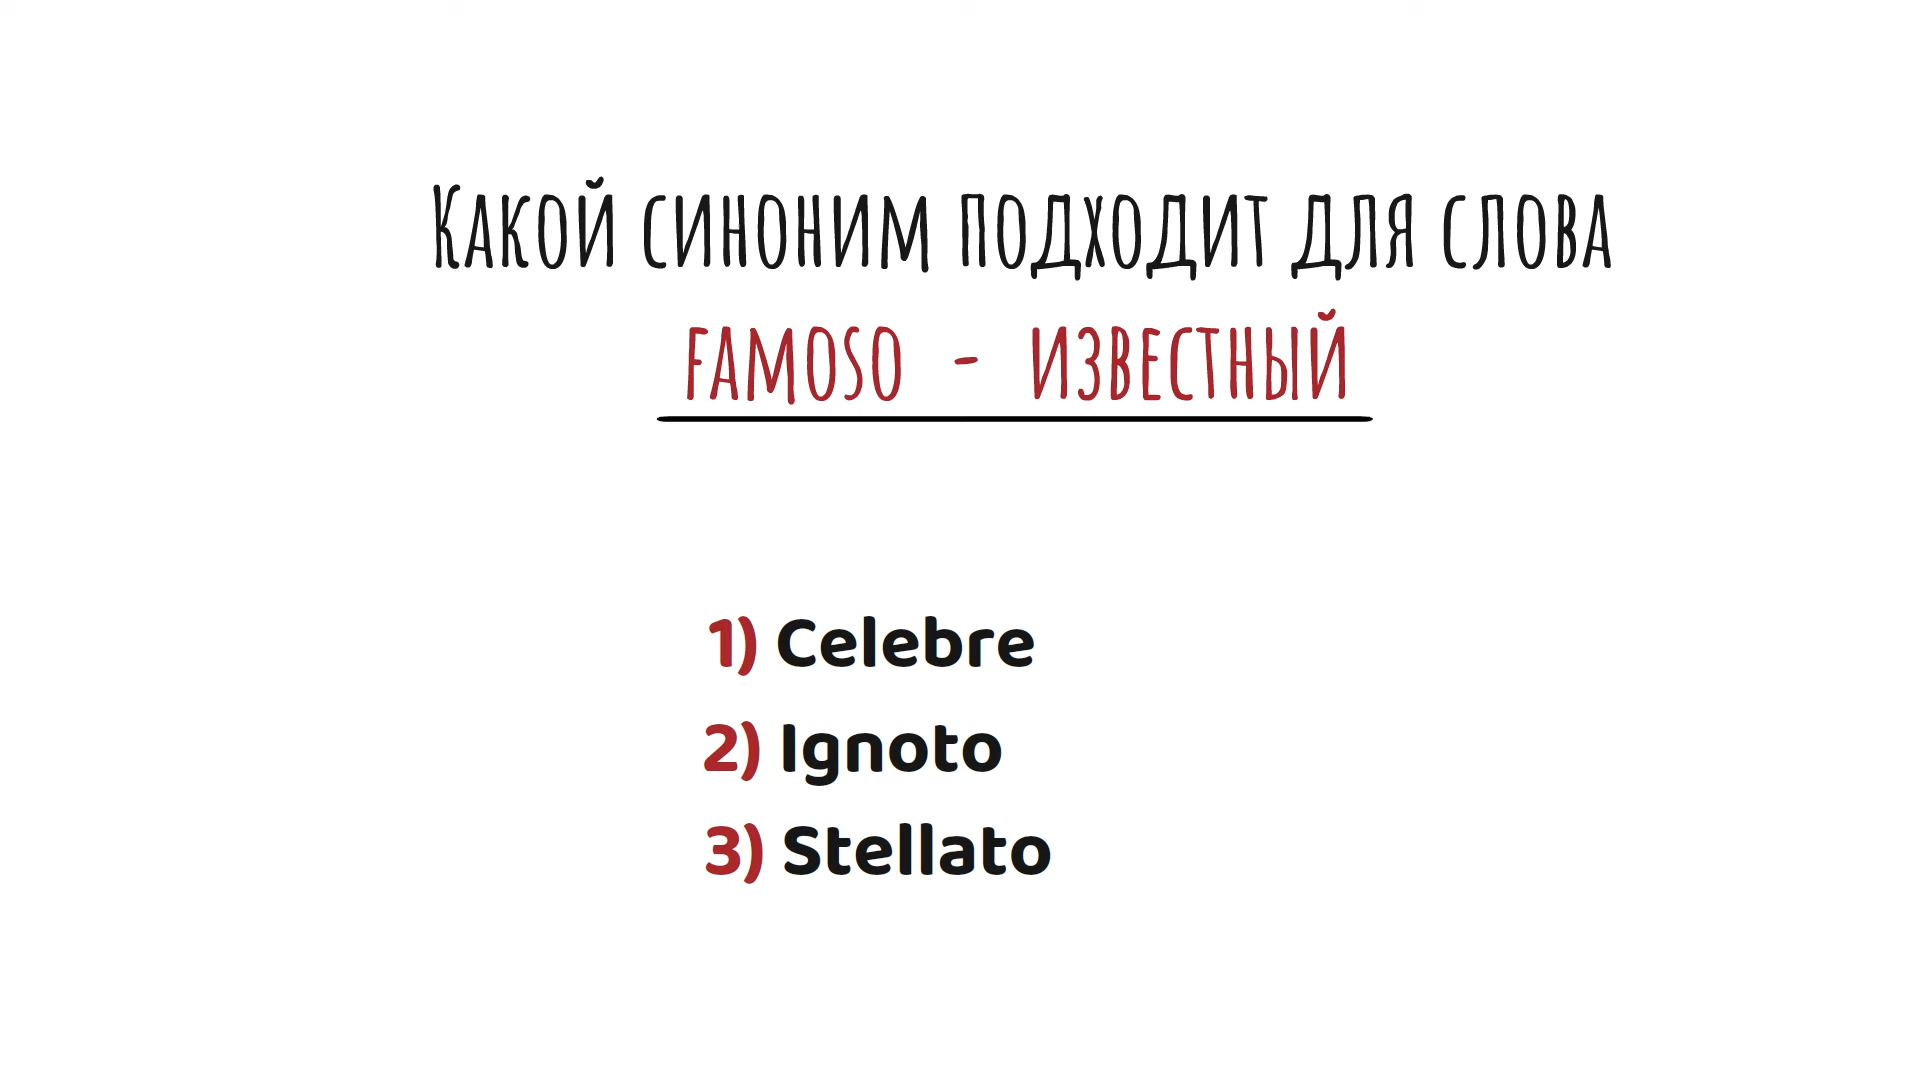 Какой синоним подходит для слова
famoso - известный
1) Celebre
2) Ignoto
3) Stellato